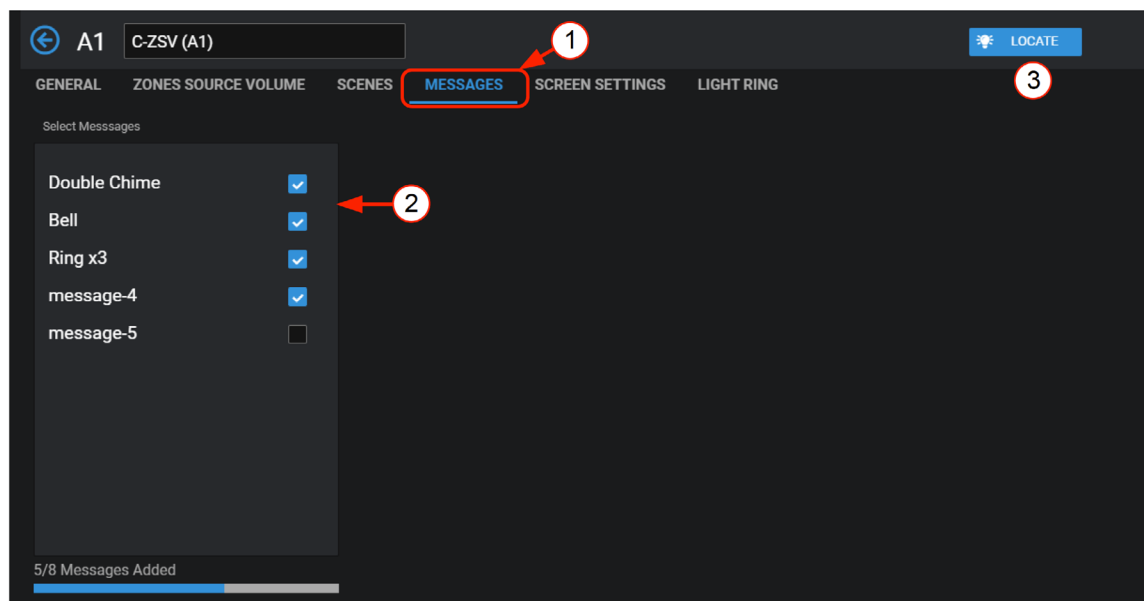 A1 C-ZSV (A1) 1 LOCATE
GENERAL ZONES SOURCE VOLUME SCENES MESSAGES SCREEN SETTINGS LIGHT RING 3
Select Messsages
Double Chime
2
Bell
Ring x3
message-4
message-5
5/8 Messages Added